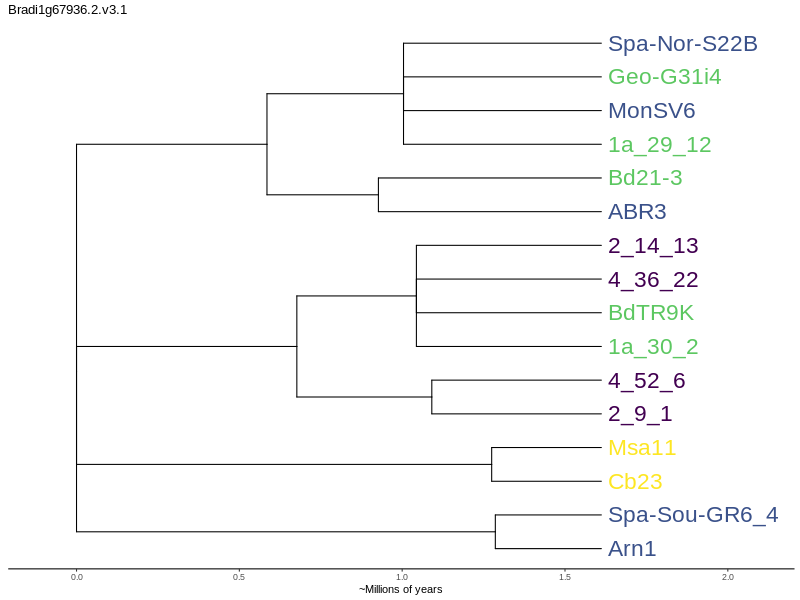 Bradi1g67936.2.v3.1
Spa-Nor-S22B
Geo-G31i4
MonSV6
1a_29_12
Bd21-3
ABR3
2_14_13
4_36_22
BdTR9K
1a_30_2
4_52_6
2_9_1
Msa11
Cb23
Spa-Sou-GR6_4
Arn1
0.0 0.5 1.0 1.5 2.0
~Millions of years